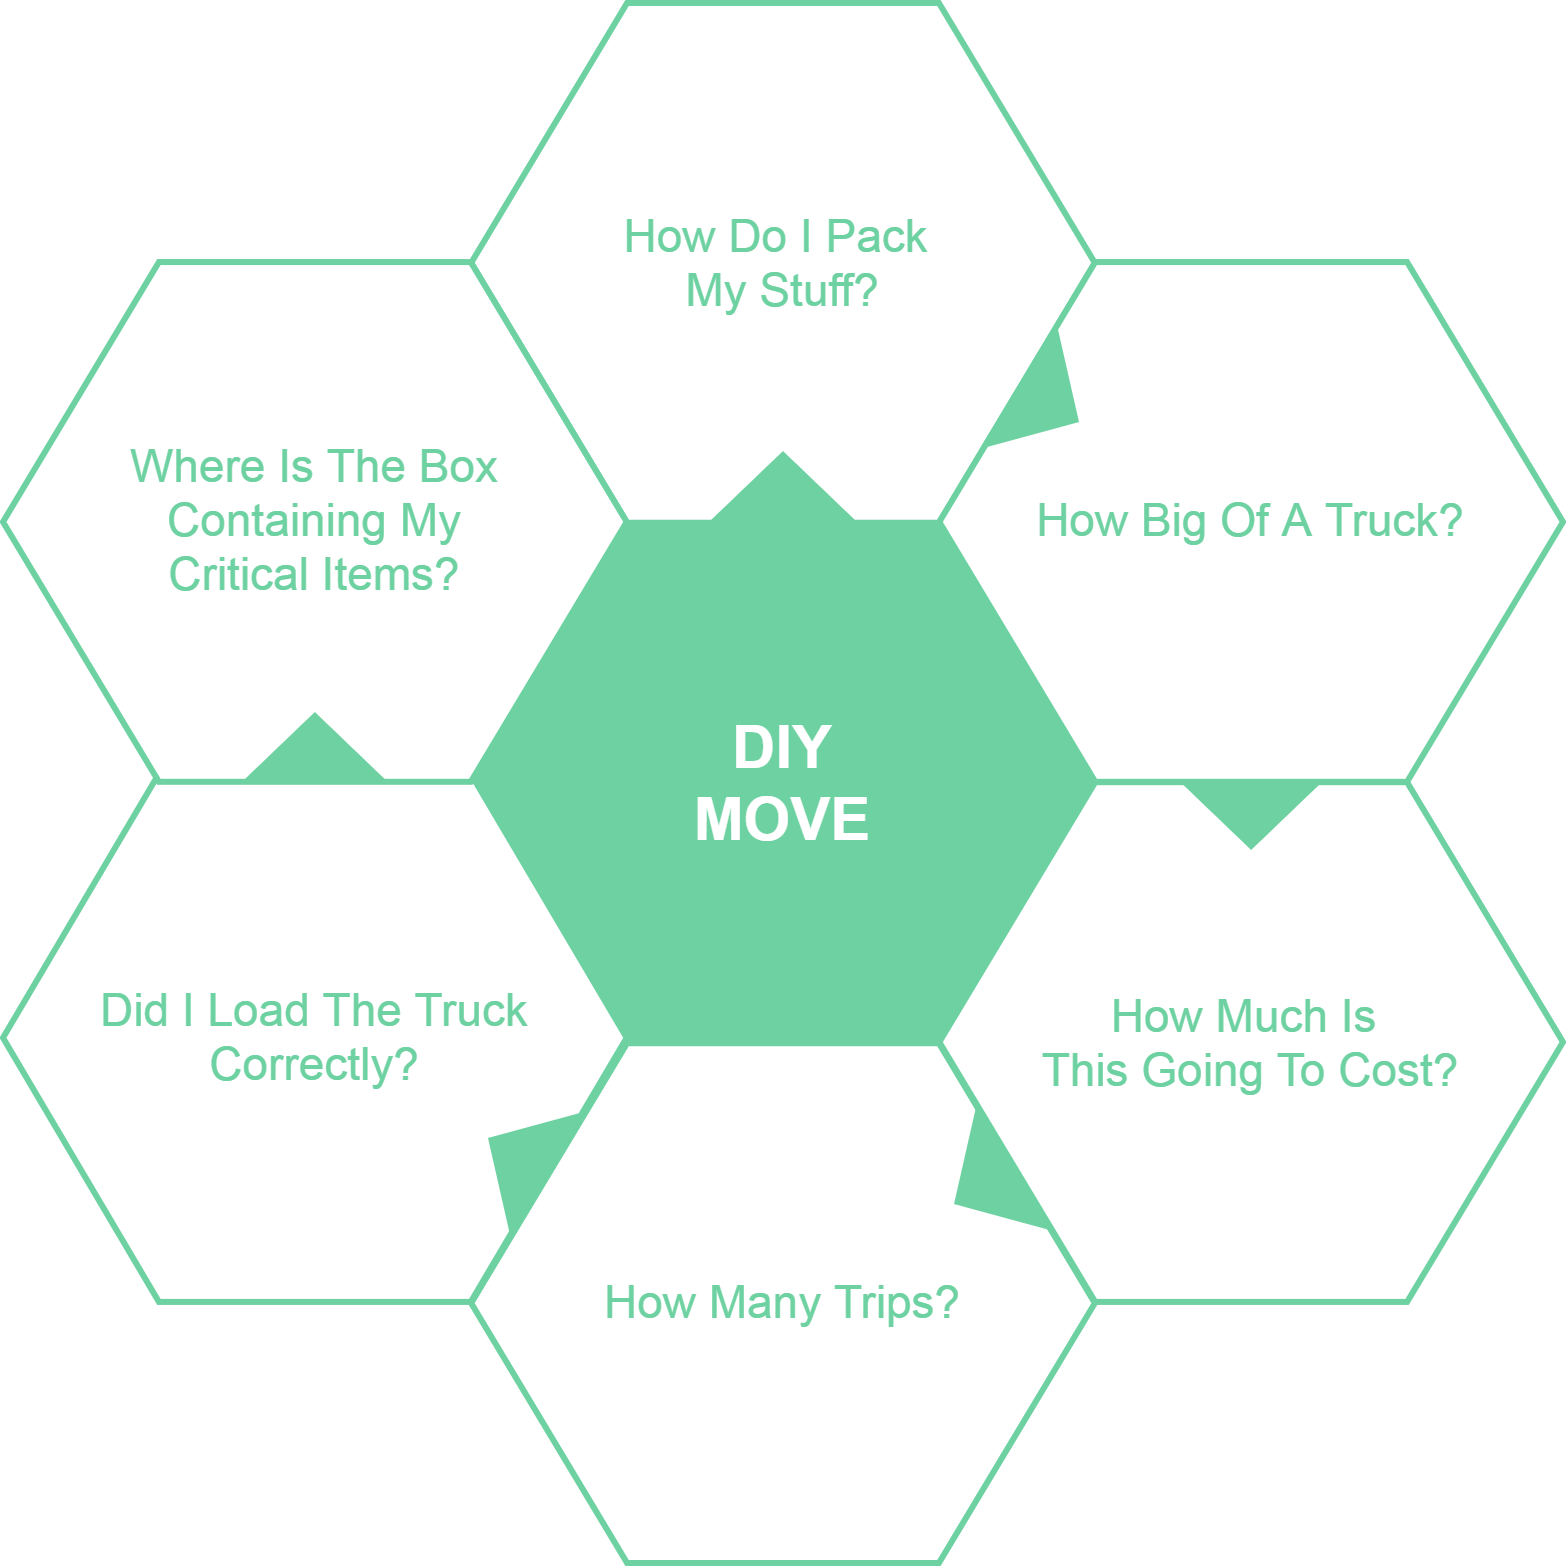 DIY
MOVE
How Do I Pack
My Stuff?
How Big Of A Truck?
How Much Is
This Going To Cost?
How Many Trips?
Did I Load The Truck
Correctly?
Where Is The Box
Containing My
Critical Items?